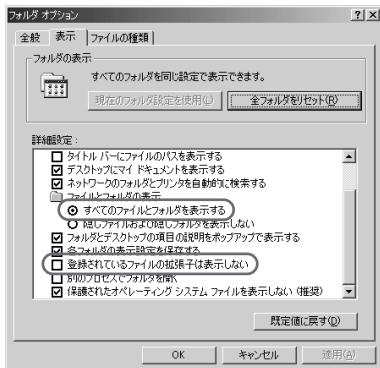 フォルダ オプション
全般 表示 ファイルの種類
フォルダの表示
すべてのフォルダを同じ設定で表示できます。
現在のフォルダ設定を使用(L) 全フォルダをリセット(R)
詳細設定:
タイトル バーにファイルのパスを表示する
デスクトップにマイ ドキュメントを表示する
ネットワークのフォルダとプリンタを自動的に検索する
ファイルとフォルダの表示
すべてのファイルとフォルダを表示する
隠しファイルおよび隠しフォルダを表示しない
フォルダとデスクトップの項目の説明をポップアップで表示する
各フォルダの表示設定を保存する
登録されているファイルの拡張子は表示しない
別のプロセスでフォルダを開く
保護されたオペレーティング システム ファイルを表示しない (推奨)
既定値に戻す(D)
OK キャンセル 適用(A)